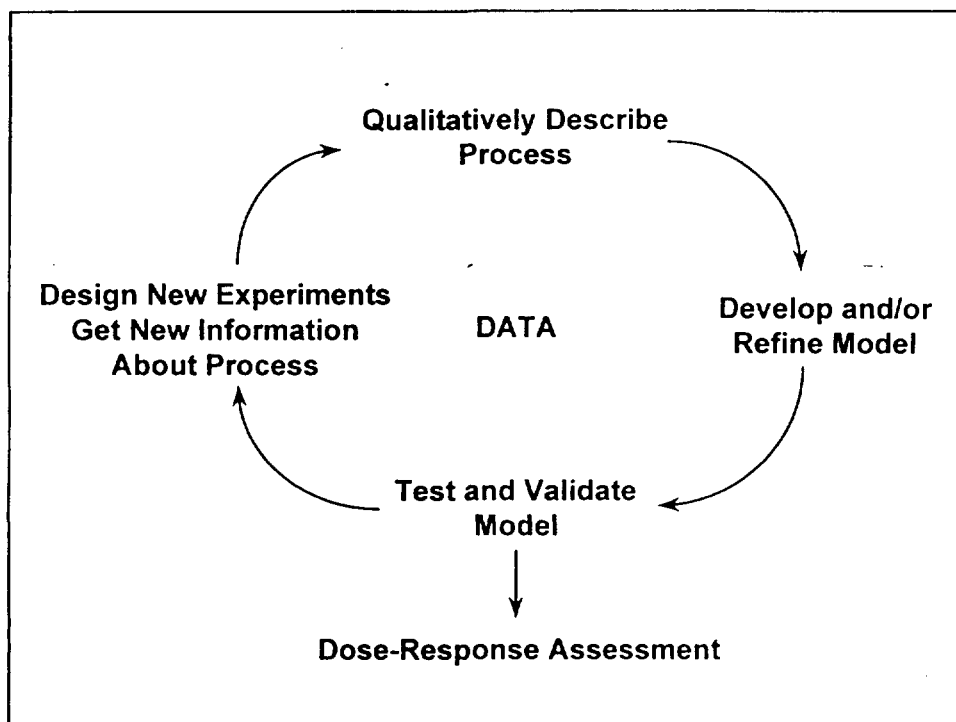 Qualitatively Describe
Process
Design New Experiments
Get New Information
About Process
DATA
Develop and/or
Refine Model
Test and Validate
Model
Dose-Response Assessment